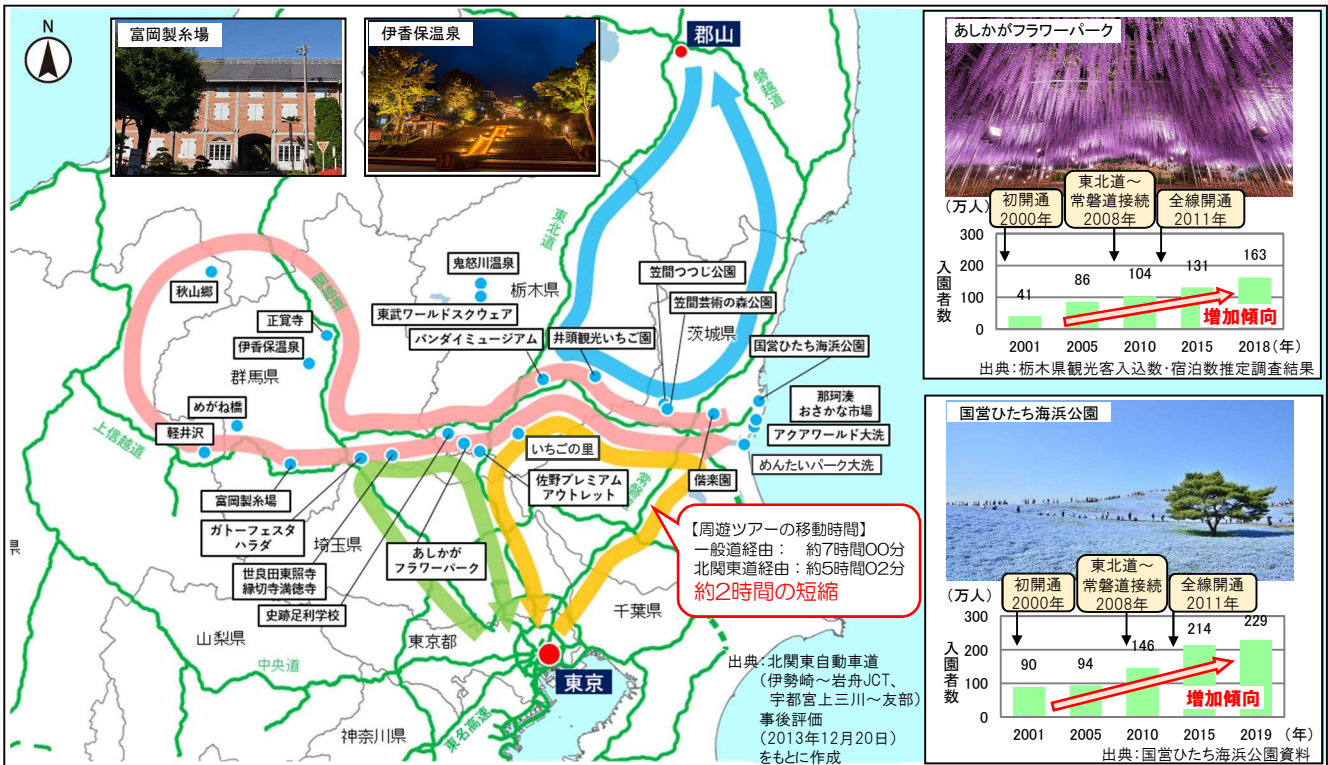 N
富岡製糸場
伊香保温泉
郡山
磐越道
東北道
関越道
秋山郷
鬼怒川温泉
栃木県
東武ワールドスクウェア
バンダイミュージアム
井頭観光いちご園
笠間つつじ公園
笠間芸術の森公園
茨城県
国営ひたち海浜公園
正覚寺
伊香保温泉
群馬県
めがね橋
軽井沢
上信越道
那珂湊
おさかな市場
アクアワールド大洗
めんたいパーク大洗
偕楽園
いちごの里
佐野プレミアム
アウトレット
常磐
富岡製糸場
ガトーフェスタ
ハラダ
埼玉県
世良田東照寺
縁切寺満徳寺
史跡足利学校
あしかが
フラワーパーク
県
山梨県
東京都
千葉県
中央道
東京
東名高速
神奈川県
【周遊ツアーの移動時間】
一般道経由： 約7時間00分
北関東道経由：約5時間02分
約2時間の短縮
出典：北関東自動車道
（伊勢崎～岩舟JCT、
宇都宮上三川～友部）
事後評価
（2013年12月20日）
をもとに作成
あしかがフラワーパーク
(万人)
初開通
2000年
東北道～
常磐道接続
2008年
全線開通
2011年
入園者数
300
200
100
0
41
86
104
131
163
増加傾向
2001 2005 2010 2015 2018(年)
出典：栃木県観光客入込数・宿泊数推定調査結果
国営ひたち海浜公園
(万人)
初開通
2000年
東北道～
常磐道接続
2008年
全線開通
2011年
入園者数
300
200
100
0
90
94
146
214
229
増加傾向
2001 2005 2010 2015 2019 (年)
出典：国営ひたち海浜公園資料